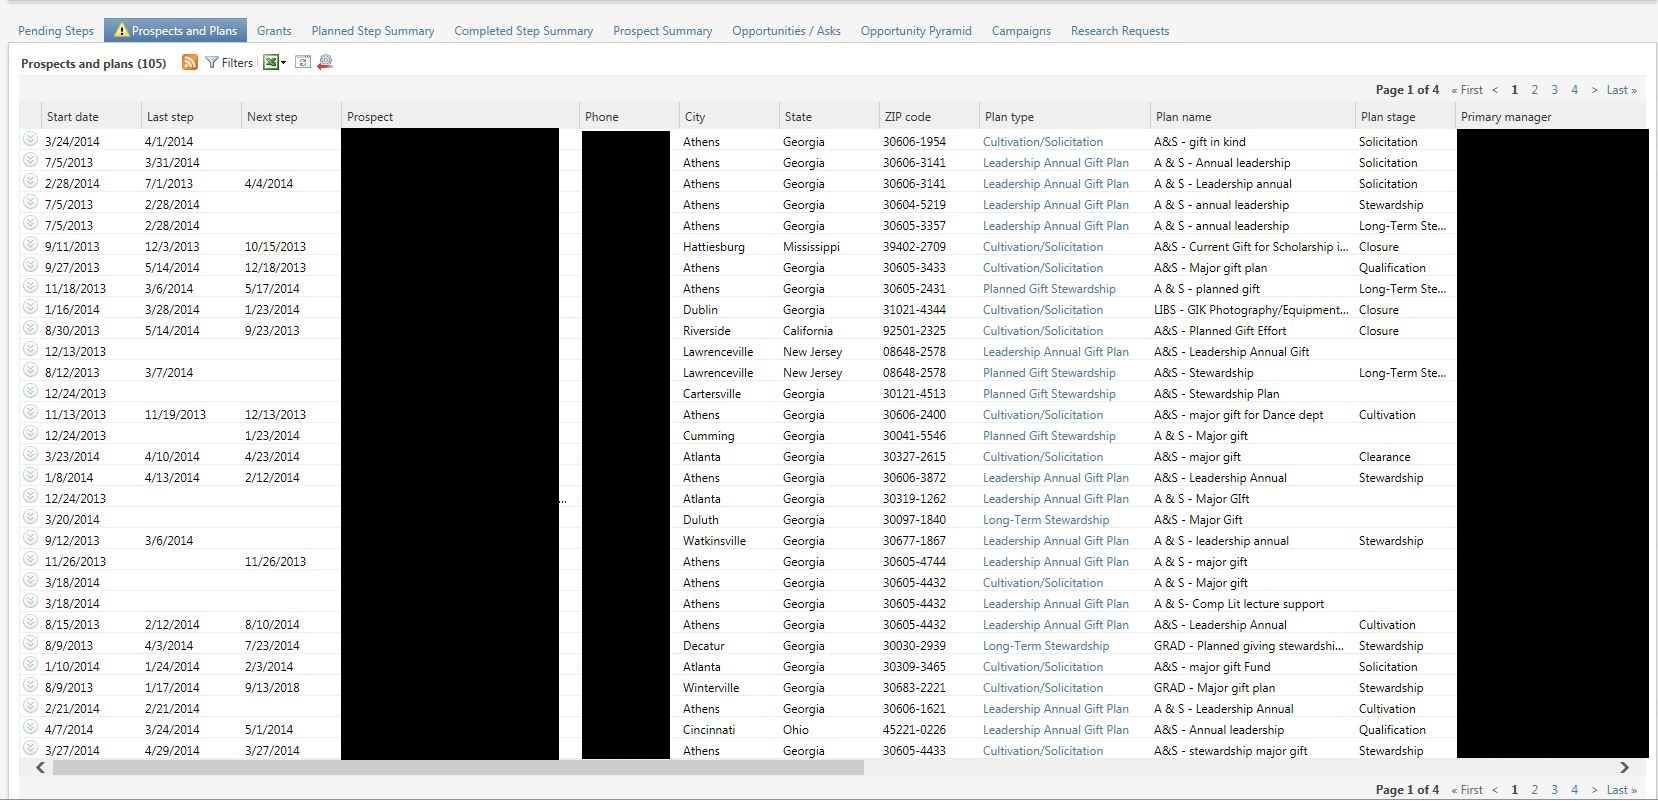 Pending Steps Prospects and Plans Grants Planned Step Summary Completed Step Summary Prospect Summary Opportunities / Asks Opportunity Pyramid Campaigns Research Requests
Prospects and plans (105) Filters
Page 1 of 4 « First < 1 2 3 4 > Last »
Start date Last step Next step Prospect Phone City State ZIP code Plan type Plan name Plan stage Primary manager
3/24/2014 4/1/2014 Athens Georgia 30606-1954 Cultivation/Solicitation A&S - gift in kind Solicitation
7/5/2013 3/31/2014 Athens Georgia 30606-3141 Leadership Annual Gift Plan A & S - Annual leadership Solicitation
2/28/2014 7/1/2013 4/4/2014 Athens Georgia 30606-3141 Leadership Annual Gift Plan A & S - Leadership annual Solicitation
7/5/2013 2/28/2014 Athens Georgia 30604-5219 Leadership Annual Gift Plan A & S - annual leadership Stewardship
7/5/2013 2/28/2014 Athens Georgia 30605-3357 Leadership Annual Gift Plan A & S - annual leadership Long-Term Ste...
9/11/2013 12/3/2013 10/15/2013 Hattiesburg Mississippi 39402-2709 Cultivation/Solicitation A&S - Current Gift for Scholarship i... Closure
9/27/2013 5/14/2014 12/18/2013 Athens Georgia 30605-3433 Cultivation/Solicitation A&S - Major gift plan Qualification
11/18/2013 3/6/2014 5/17/2014 Athens Georgia 30605-2431 Planned Gift Stewardship A & S - planned gift Long-Term Ste...
1/16/2014 3/28/2014 1/23/2014 Dublin Georgia 31021-4344 Cultivation/Solicitation LIBS - GIK Photography/Equipment... Closure
8/30/2013 5/14/2014 9/23/2013 Riverside California 92501-2325 Cultivation/Solicitation A&S - Planned Gift Effort Closure
12/13/2013 Lawrenceville New Jersey 08648-2578 Leadership Annual Gift Plan A&S - Leadership Annual Gift
8/12/2013 3/7/2014 Lawrenceville New Jersey 08648-2578 Planned Gift Stewardship A&S - Stewardship Long-Term Ste...
12/24/2013 Cartersville Georgia 30121-4513 Planned Gift Stewardship A&S - Stewardship Plan
11/13/2013 11/19/2013 12/13/2013 Athens Georgia 30606-2400 Cultivation/Solicitation A&S - major gift for Dance dept Cultivation
12/24/2013 1/23/2014 Cumming Georgia 30041-5546 Planned Gift Stewardship A & S - Major gift
3/23/2014 4/10/2014 4/23/2014 Atlanta Georgia 30327-2615 Cultivation/Solicitation A&S - major gift Clearance
1/8/2014 4/13/2014 2/12/2014 Athens Georgia 30606-3872 Leadership Annual Gift Plan A&S - Leadership Annual Stewardship
12/24/2013 ... Atlanta Georgia 30319-1262 Leadership Annual Gift Plan A & S - Major GIft
3/20/2014 Duluth Georgia 30097-1840 Long-Term Stewardship A&S - Major Gift
9/12/2013 3/6/2014 Watkinsville Georgia 30677-1867 Leadership Annual Gift Plan A & S - leadership annual Stewardship
11/26/2013 11/26/2013 Athens Georgia 30605-4744 Leadership Annual Gift Plan A & S - major gift
3/18/2014 Athens Georgia 30605-4432 Cultivation/Solicitation A & S - Major gift
3/18/2014 Athens Georgia 30605-4432 Leadership Annual Gift Plan A & S- Comp Lit lecture support
8/15/2013 2/12/2014 8/10/2014 Athens Georgia 30605-4432 Leadership Annual Gift Plan A&S - Leadership Annual Cultivation
8/9/2013 4/3/2014 7/23/2014 Decatur Georgia 30030-2939 Long-Term Stewardship GRAD - Planned giving stewardshi... Stewardship
1/10/2014 1/24/2014 2/3/2014 Atlanta Georgia 30309-3465 Cultivation/Solicitation A&S - major gift Fund Solicitation
8/9/2013 1/17/2014 9/13/2018 Winterville Georgia 30683-2221 Cultivation/Solicitation GRAD - Major gift plan Stewardship
2/21/2014 2/21/2014 Athens Georgia 30606-1621 Leadership Annual Gift Plan A & S - Leadership Annual Cultivation
4/7/2014 3/24/2014 5/1/2014 Cincinnati Ohio 45221-0226 Leadership Annual Gift Plan A&S - Annual leadership Qualification
3/27/2014 4/29/2014 3/27/2014 Athens Georgia 30605-4433 Cultivation/Solicitation A&S - stewardship major gift Stewardship
Page 1 of 4 « First < 1 2 3 4 > Last »